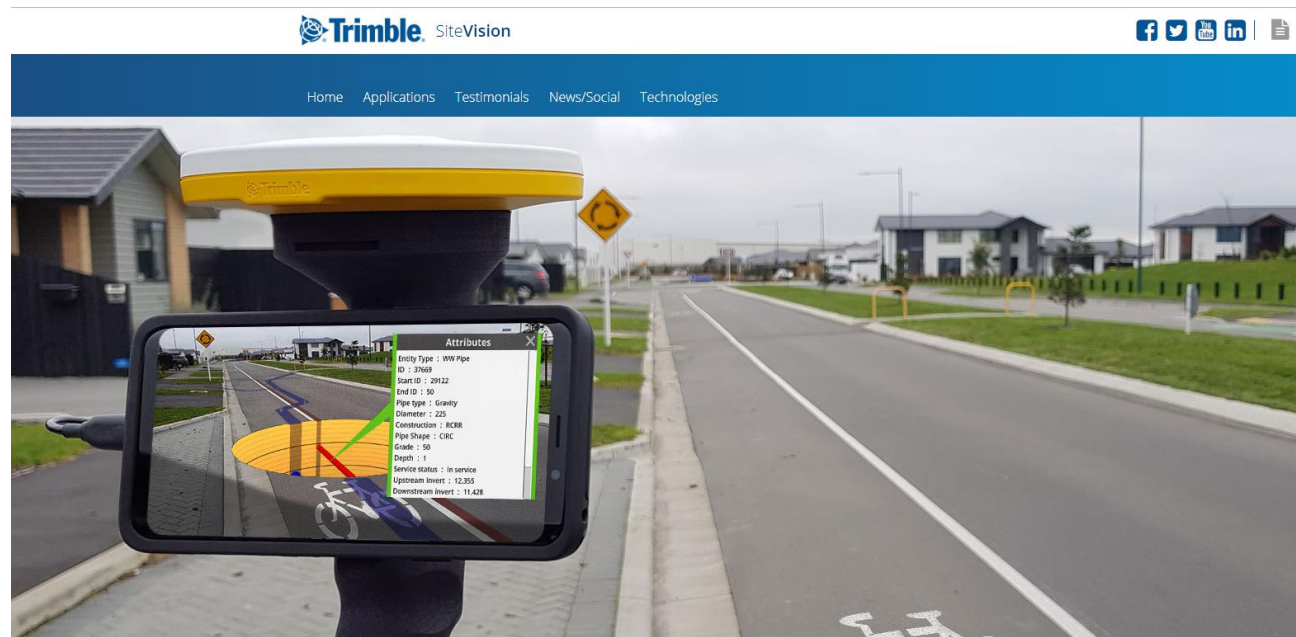 Trimble. SiteVision
You Tube
Home Applications Testimonials News/Social Technologies
Trimble
Attributes X
Entity Type : WW Pipe
ID : 37669
Start ID : 29122
End ID : 50
Pipe type : Gravity
Diameter : 225
Construction : RCRR
Pipe Shape : CIRC
Grade : 50
Depth : 1
Service status : In service
Upstream Invert : 12.355
Downstream invert : 11.428